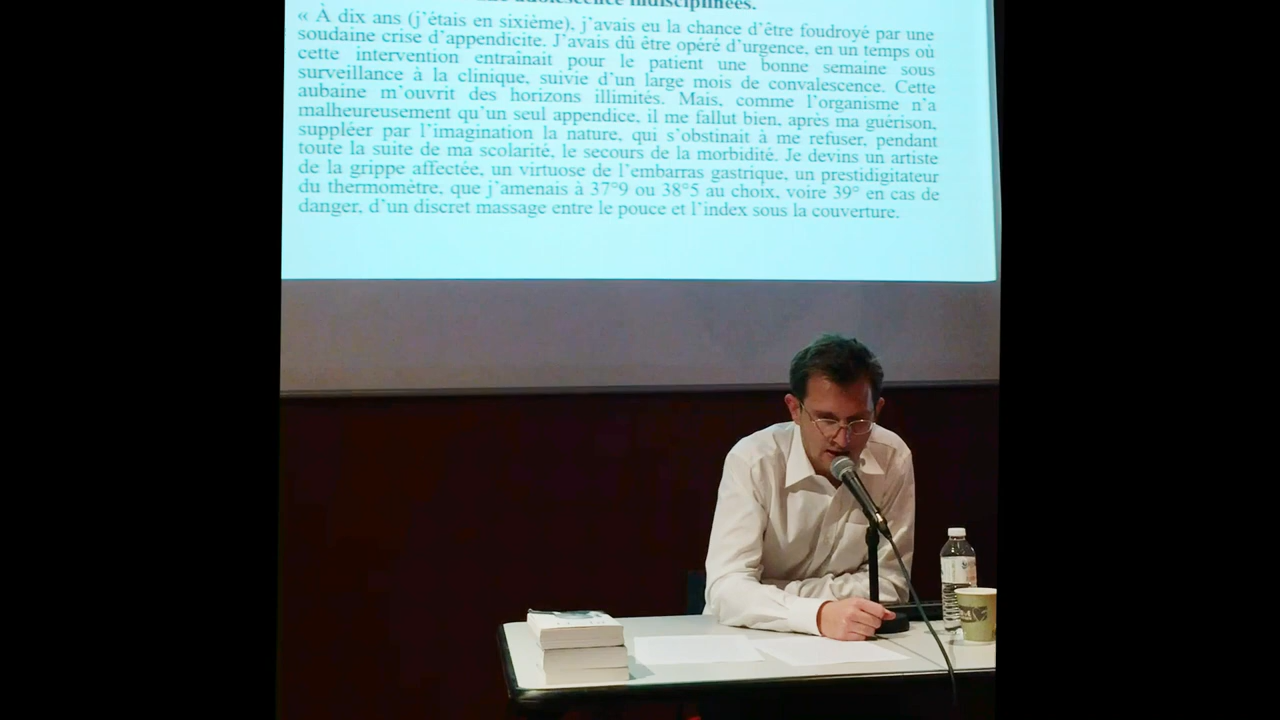 adolescence indisciplinées.
« À dix ans (j’étais en sixième), j’avais eu la chance d’être foudroyé par une
soudaine crise d’appendicite. J’avais dû être opéré d’urgence, en un temps où
cette intervention entraînait pour le patient une bonne semaine sous
surveillance à la clinique, suivie d’un large mois de convalescence. Cette
aubaine m’ouvrit des horizons illimités. Mais, comme l’organisme n’a
malheureusement qu’un seul appendice, il me fallut bien, après ma guérison,
suppléer par l’imagination la nature, qui s’obstinait à me refuser, pendant
toute la suite de ma scolarité, le secours de la morbidité. Je devins un artiste
de la grippe affectée, un virtuose de l’embarras gastrique, un prestidigitateur
du thermomètre, que j’amenais à 37°9 ou 38°5 au choix, voire 39° en cas de
danger, d’un discret massage entre le pouce et l’index sous la couverture.